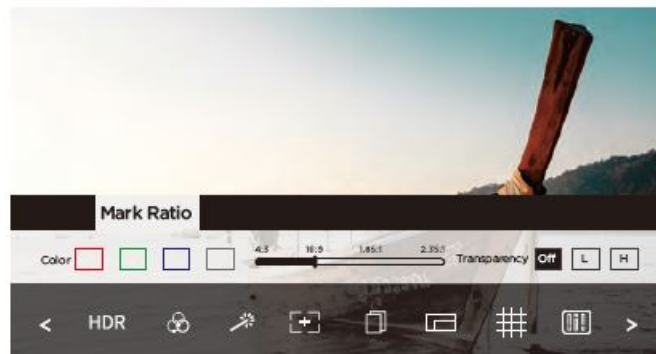 Mark Ratio
Color 4:3 16:9 1.85:1 2.35:1 Transparency Off L H
< HDR >